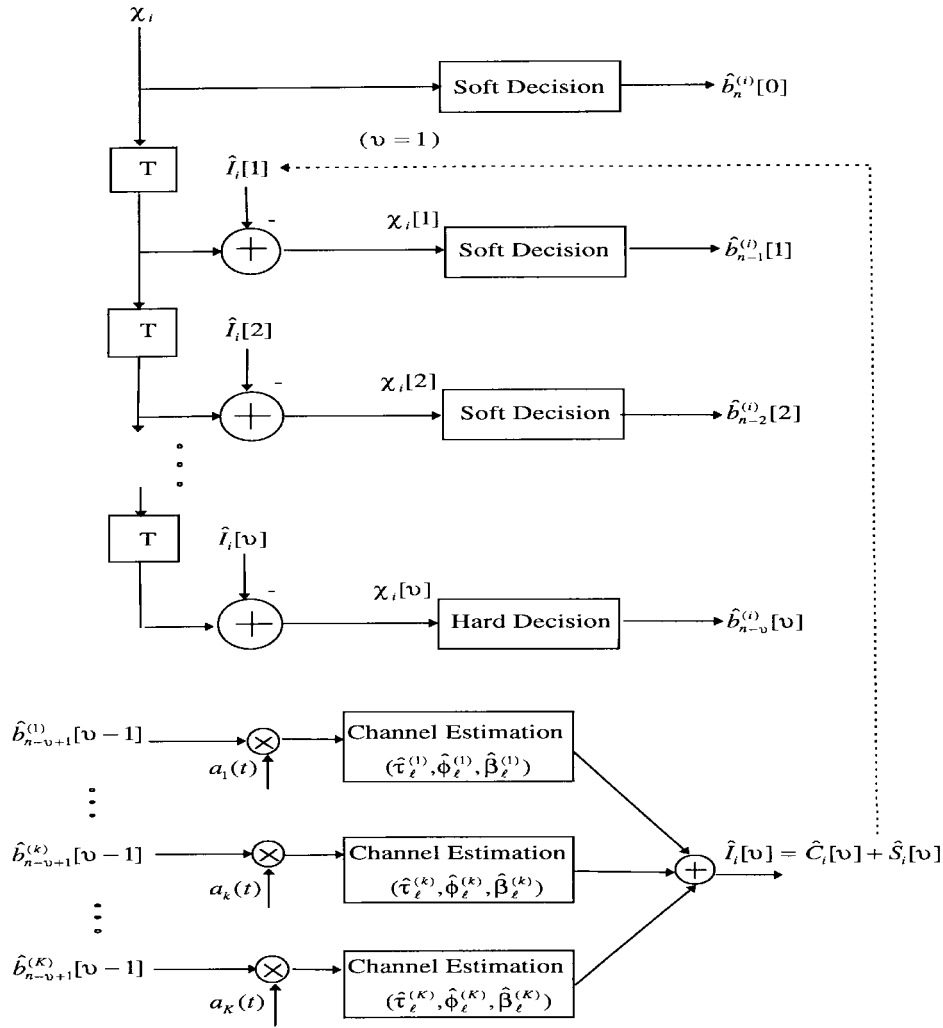 χ_i
Soft Decision
b̂_n^{(i)}[0]
(υ = 1)
T
Î_i[1]
-
+
χ_i[1]
Soft Decision
b̂_{n-1}^{(i)}[1]
T
Î_i[2]
-
+
χ_i[2]
Soft Decision
b̂_{n-2}^{(i)}[2]
T
Î_i[υ]
-
+
χ_i[υ]
Hard Decision
b̂_{n-υ}^{(i)}[υ]
b̂_{n-υ+1}^{(1)}[υ − 1]
×
a_1(t)
Channel Estimation
(τ̂_ℓ^{(1)}, φ̂_ℓ^{(1)}, β̂_ℓ^{(1)})
b̂_{n-υ+1}^{(k)}[υ − 1]
×
a_k(t)
Channel Estimation
(τ̂_ℓ^{(k)}, φ̂_ℓ^{(k)}, β̂_ℓ^{(k)})
+
Î_i[υ] = Ĉ_i[υ] + Ŝ_i[υ]
b̂_{n-υ+1}^{(K)}[υ − 1]
×
a_K(t)
Channel Estimation
(τ̂_ℓ^{(K)}, φ̂_ℓ^{(K)}, β̂_ℓ^{(K)})